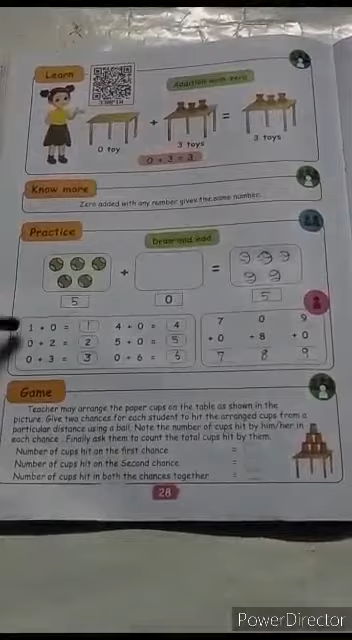 Learn
Addition with zero
+
=
0 toy
3 toys
3 toys
0 + 3 = 3
Know more
Zero added with any number gives the same number.
Practice
Draw and add
+
=
5
0
5
1 + 0 = 1
4 + 0 = 4
7
0
9
0 + 2 = 2
5 + 0 = 5
+ 0
+ 8
+ 0
0 + 3 = 3
0 + 6 = 6
7
8
9
Game
Teacher may arrange the paper cups on the table as shown in the
picture. Give two chances for each student to hit the arranged cups from a
particular distance using a ball. Note the number of cups hit by him/her in
each chance. Finally ask them to count the total cups hit by them.
Number of cups hit on the first chance =
Number of cups hit on the Second chance =
Number of cups hit in both the chances together =
28
PowerDirector